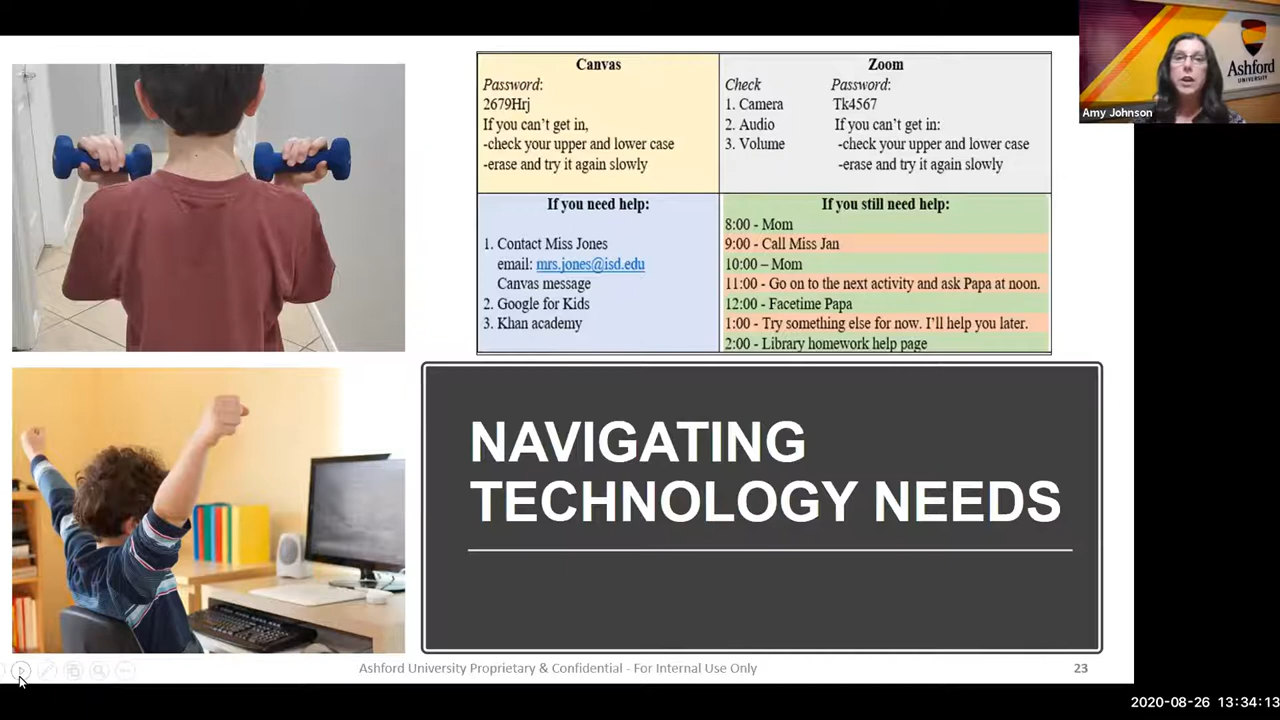 Canvas
Password:
2679Hrj
If you can't get in,
-check your upper and lower case
-erase and try it again slowly
Zoom
Check Password:
1. Camera Tk4567
2. Audio If you can't get in:
3. Volume -check your upper and lower case
-erase and try it again slowly
If you need help:
1. Contact Miss Jones
email: mrs.jones@isd.edu
Canvas message
2. Google for Kids
3. Khan academy
If you still need help:
8:00 - Mom
9:00 - Call Miss Jan
10:00 – Mom
11:00 - Go on to the next activity and ask Papa at noon.
12:00 - Facetime Papa
1:00 - Try something else for now. I'll help you later.
2:00 - Library homework help page
NAVIGATING
TECHNOLOGY NEEDS
Ashford University Proprietary & Confidential - For Internal Use Only
23
Ashford
UNIVERSITY
Amy Johnson
2020-08-26 13:34:13